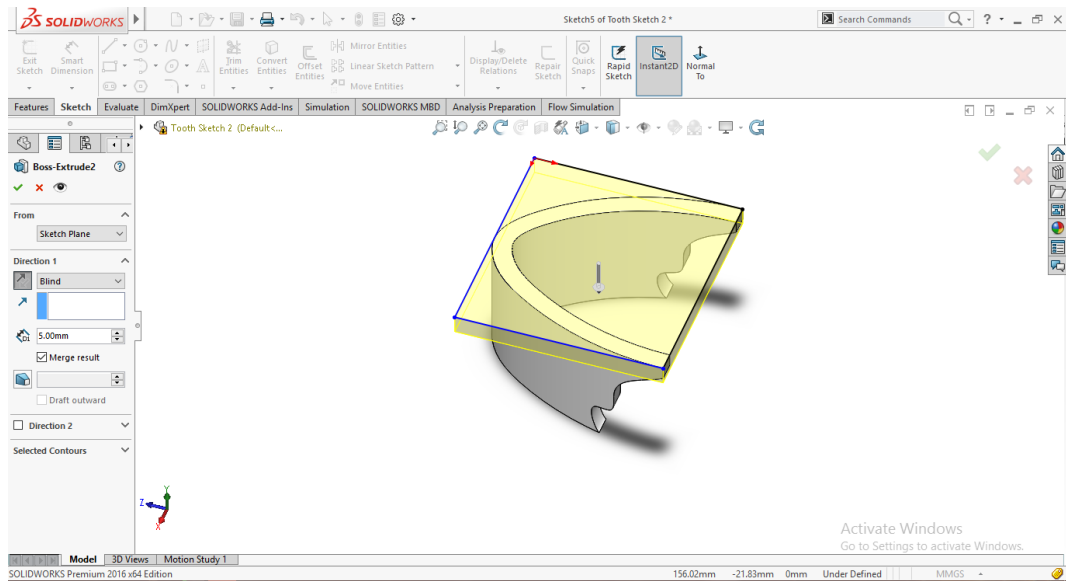 SOLIDWORKS
Sketch5 of Tooth Sketch 2 *
Search Commands
?
Exit Sketch
Smart Dimension
Trim Entities
Convert Entities
Offset Entities
Mirror Entities
Linear Sketch Pattern
Move Entities
Display/Delete Relations
Repair Sketch
Quick Snaps
Rapid Sketch
Instant2D
Normal To
Features Sketch Evaluate DimXpert SOLIDWORKS Add-Ins Simulation SOLIDWORKS MBD Analysis Preparation Flow Simulation
Tooth Sketch 2 (Default<...
Boss-Extrude2
From
Sketch Plane
Direction 1
Blind
D1
5.00mm
Merge result
Draft outward
Direction 2
Selected Contours
Y
Z
X
Activate Windows
Go to Settings to activate Windows.
Model 3D Views Motion Study 1
SOLIDWORKS Premium 2016 x64 Edition
156.02mm -21.83mm 0mm Under Defined MMGS